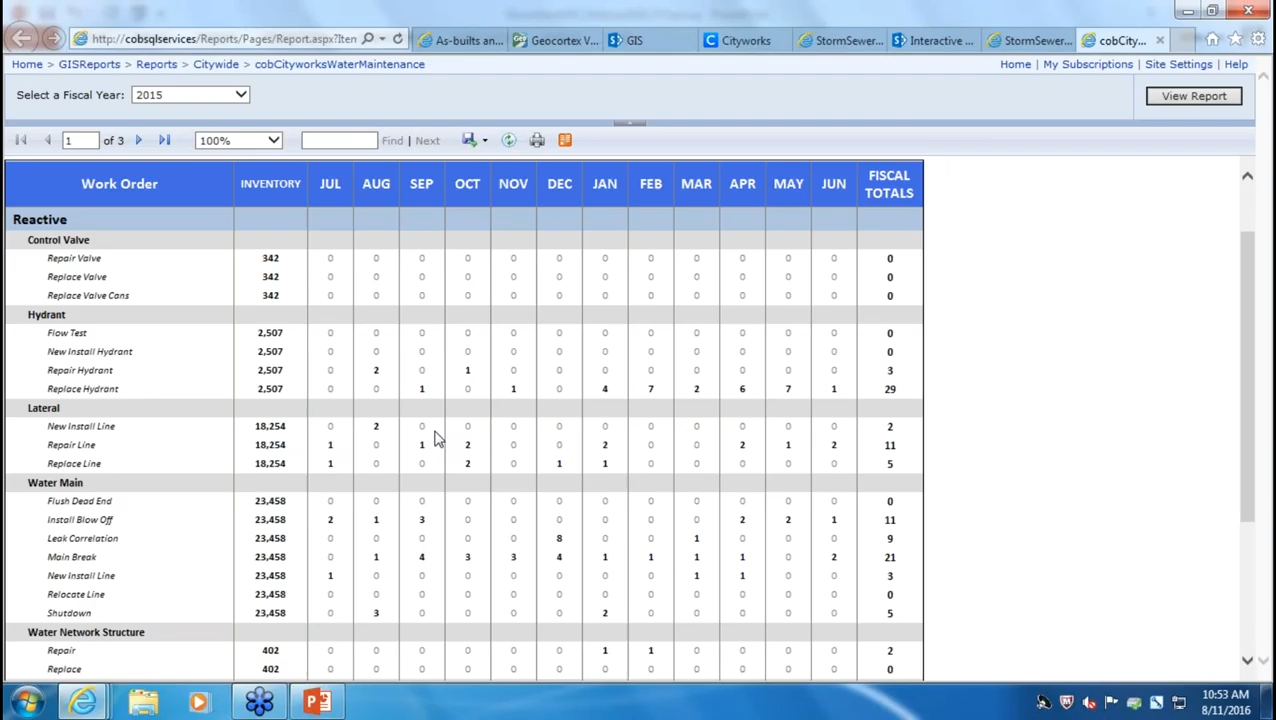 http://cobsqlservices/Reports/Pages/Report.aspx?Iten
As-builts an...
Geocortex V...
GIS
Cityworks
StormSewer...
Interactive ...
StormSewer...
cobCity...
Home > GISReports > Reports > Citywide > cobCityworksWaterMaintenance
Home | My Subscriptions | Site Settings | Help
Select a Fiscal Year: 2015
View Report
1 of 3 100% Find | Next
Work Order INVENTORY JUL AUG SEP OCT NOV DEC JAN FEB MAR APR MAY JUN FISCAL TOTALS
Reactive
Control Valve
Repair Valve 342 0 0 0 0 0 0 0 0 0 0 0 0 0
Replace Valve 342 0 0 0 0 0 0 0 0 0 0 0 0 0
Replace Valve Cans 342 0 0 0 0 0 0 0 0 0 0 0 0 0
Hydrant
Flow Test 2,507 0 0 0 0 0 0 0 0 0 0 0 0 0
New Install Hydrant 2,507 0 0 0 0 0 0 0 0 0 0 0 0 0
Repair Hydrant 2,507 0 2 0 1 0 0 0 0 0 0 0 0 3
Replace Hydrant 2,507 0 0 1 0 1 0 4 7 2 6 7 1 29
Lateral
New Install Line 18,254 0 2 0 0 0 0 0 0 0 0 0 0 2
Repair Line 18,254 1 0 1 2 0 0 2 0 0 2 1 2 11
Replace Line 18,254 1 0 0 2 0 1 1 0 0 0 0 0 5
Water Main
Flush Dead End 23,458 0 0 0 0 0 0 0 0 0 0 0 0 0
Install Blow Off 23,458 2 1 3 0 0 0 0 0 0 2 2 1 11
Leak Correlation 23,458 0 0 0 0 0 8 0 0 1 0 0 0 9
Main Break 23,458 0 1 4 3 3 4 1 1 1 1 0 2 21
New Install Line 23,458 1 0 0 0 0 0 0 0 1 1 0 0 3
Relocate Line 23,458 0 0 0 0 0 0 0 0 0 0 0 0 0
Shutdown 23,458 0 3 0 0 0 0 2 0 0 0 0 0 5
Water Network Structure
Repair 402 0 0 0 0 0 0 1 1 0 0 0 0 2
Replace 402 0 0 0 0 0 0 0 0 0 0 0 0 0
10:53 AM
8/11/2016